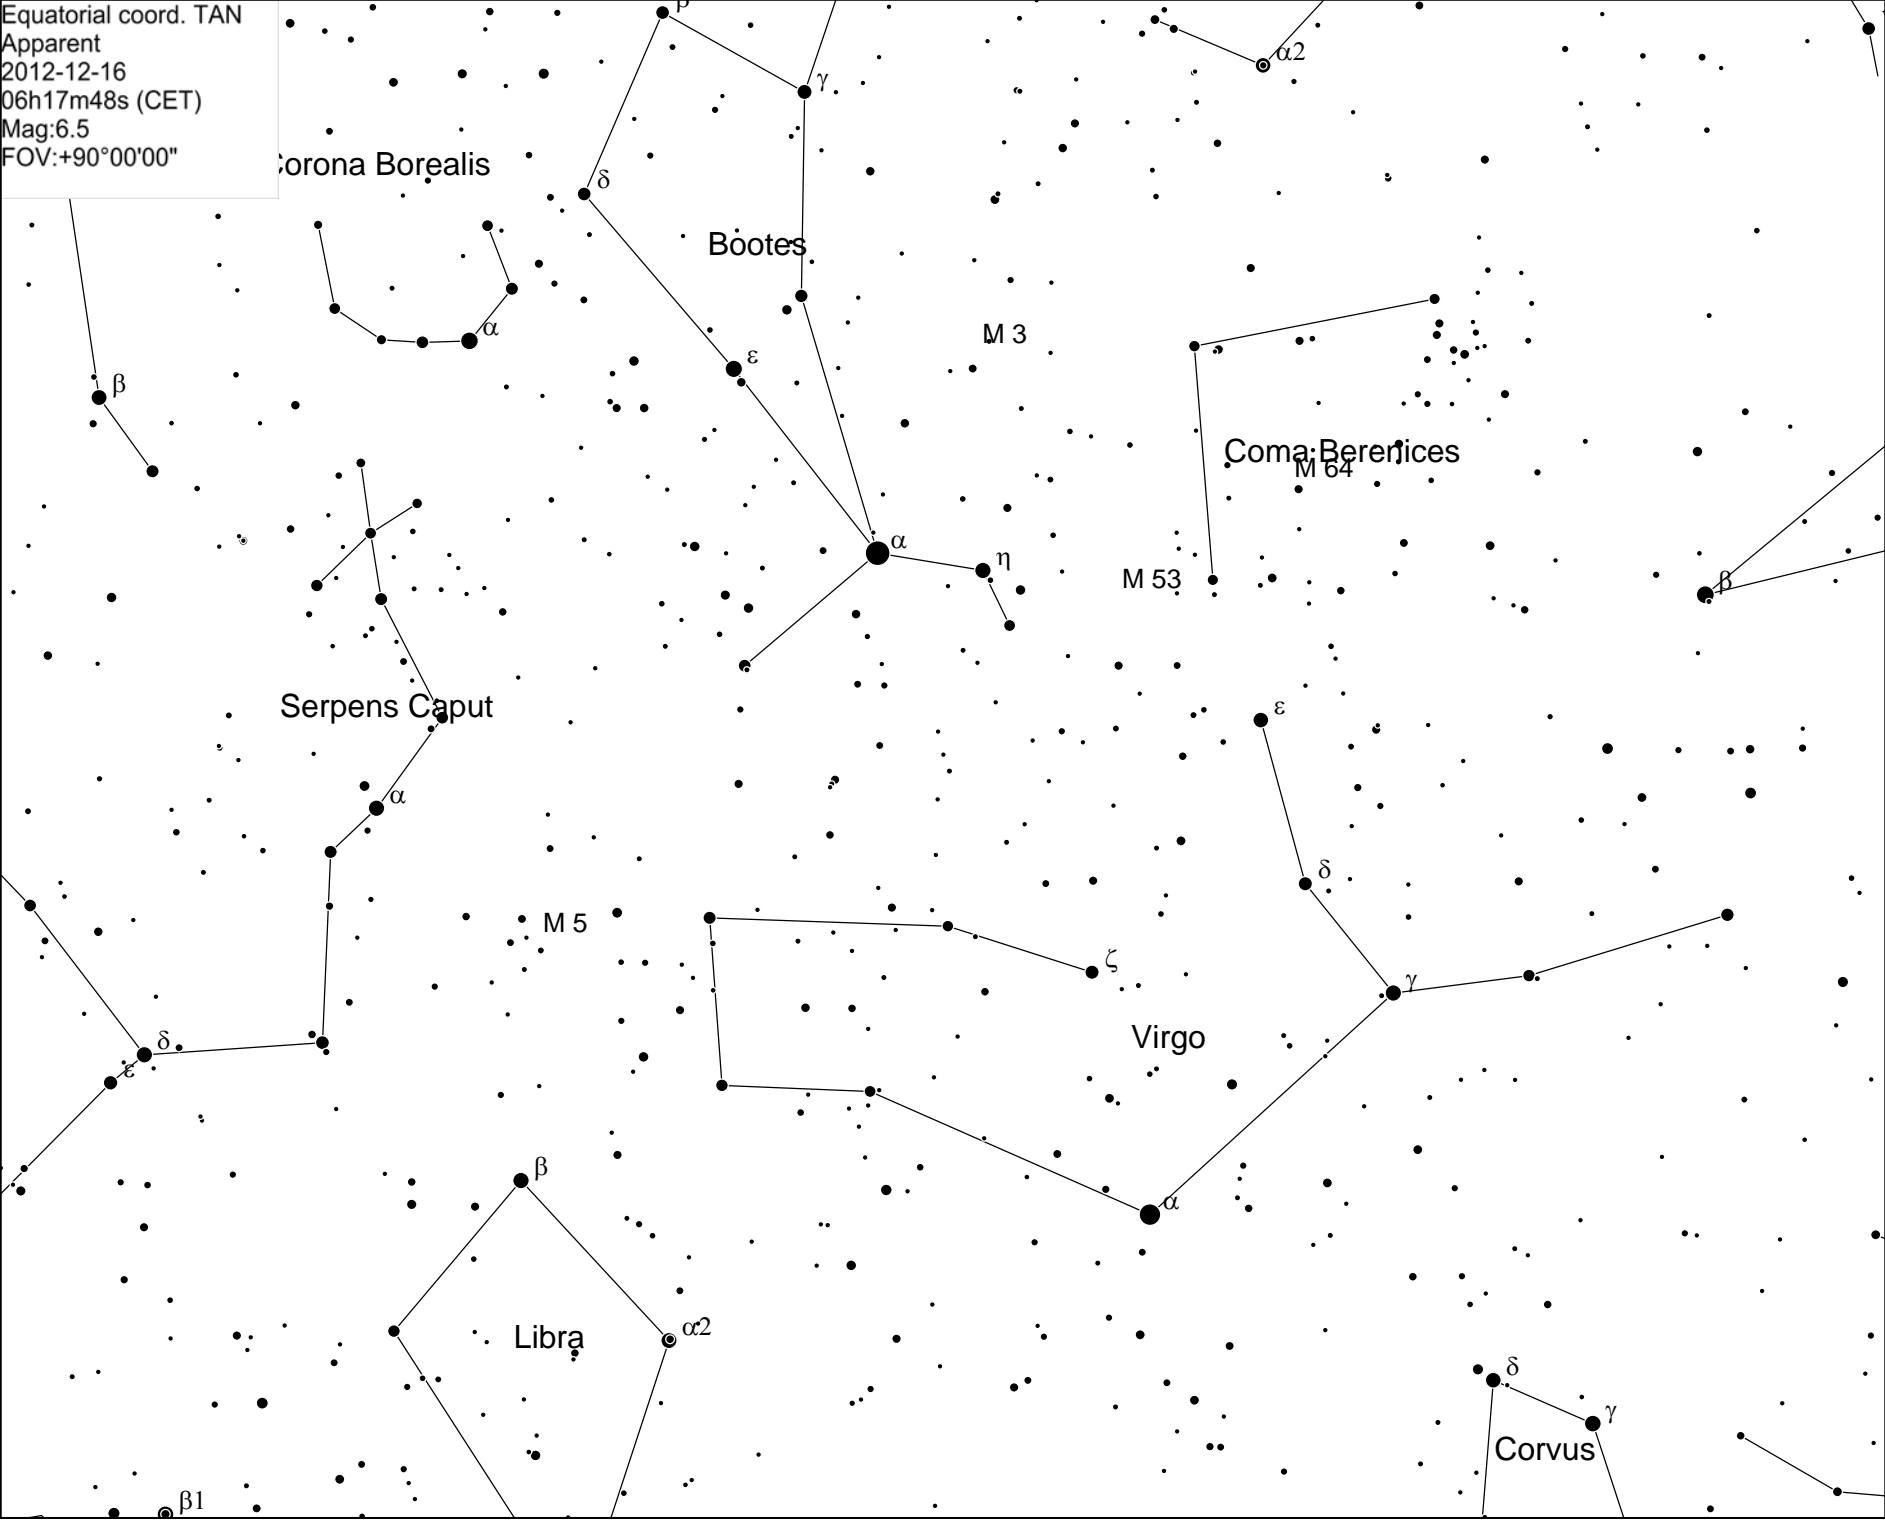 Equatorial coord. TAN
Apparent
2012-12-16
06h17m48s (CET)
Mag:6.5
FOV:+90°00'00"
β
α2
γ
Corona Borealis
δ
Bootes
M 3
α
ε
β
Coma Berenices
M 64
α
η
M 53
β
Serpens Caput
ε
α
δ
M 5
ζ
γ
Virgo
δ
ε
β
α
Libra
α2
δ
γ
Corvus
β1